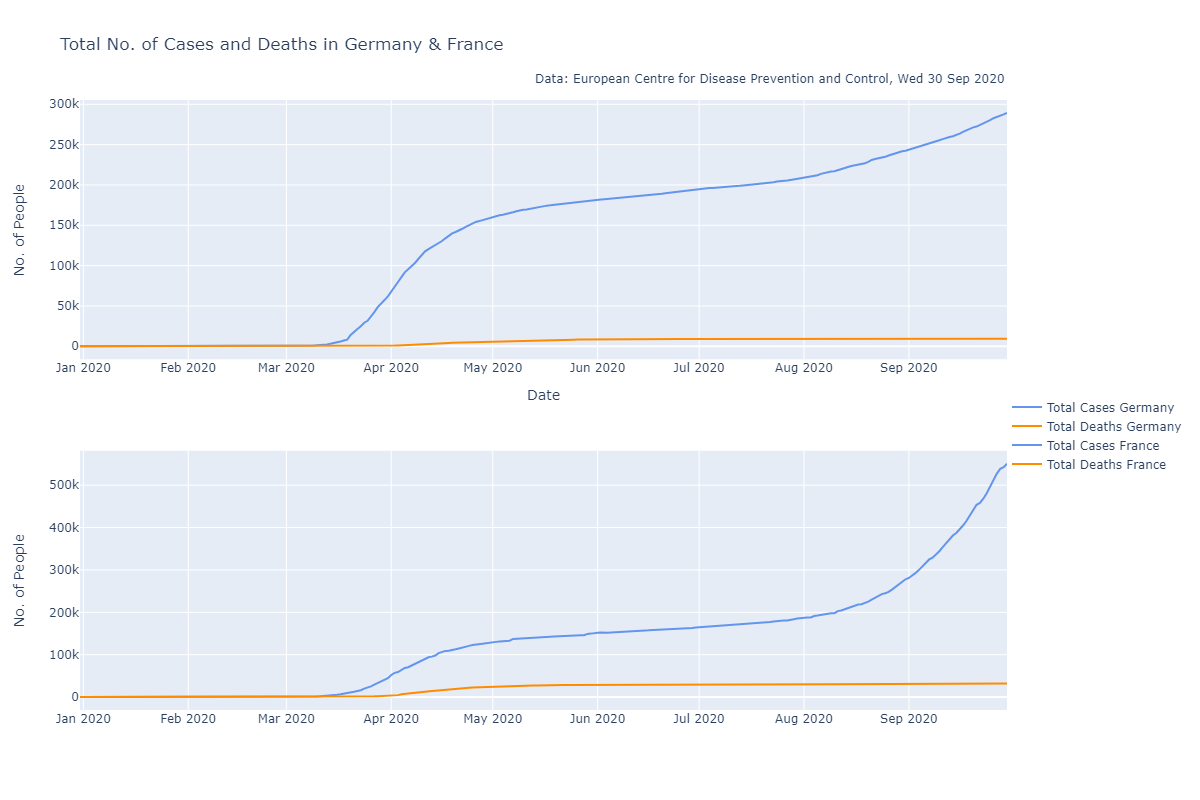 Total No. of Cases and Deaths in Germany & France
Data: European Centre for Disease Prevention and Control, Wed 30 Sep 2020
300k
250k
200k
150k
100k
50k
0
No. of People
Jan 2020 Feb 2020 Mar 2020 Apr 2020 May 2020 Jun 2020 Jul 2020 Aug 2020 Sep 2020
Date
Total Cases Germany
Total Deaths Germany
Total Cases France
Total Deaths France
500k
400k
300k
200k
100k
0
No. of People
Jan 2020 Feb 2020 Mar 2020 Apr 2020 May 2020 Jun 2020 Jul 2020 Aug 2020 Sep 2020